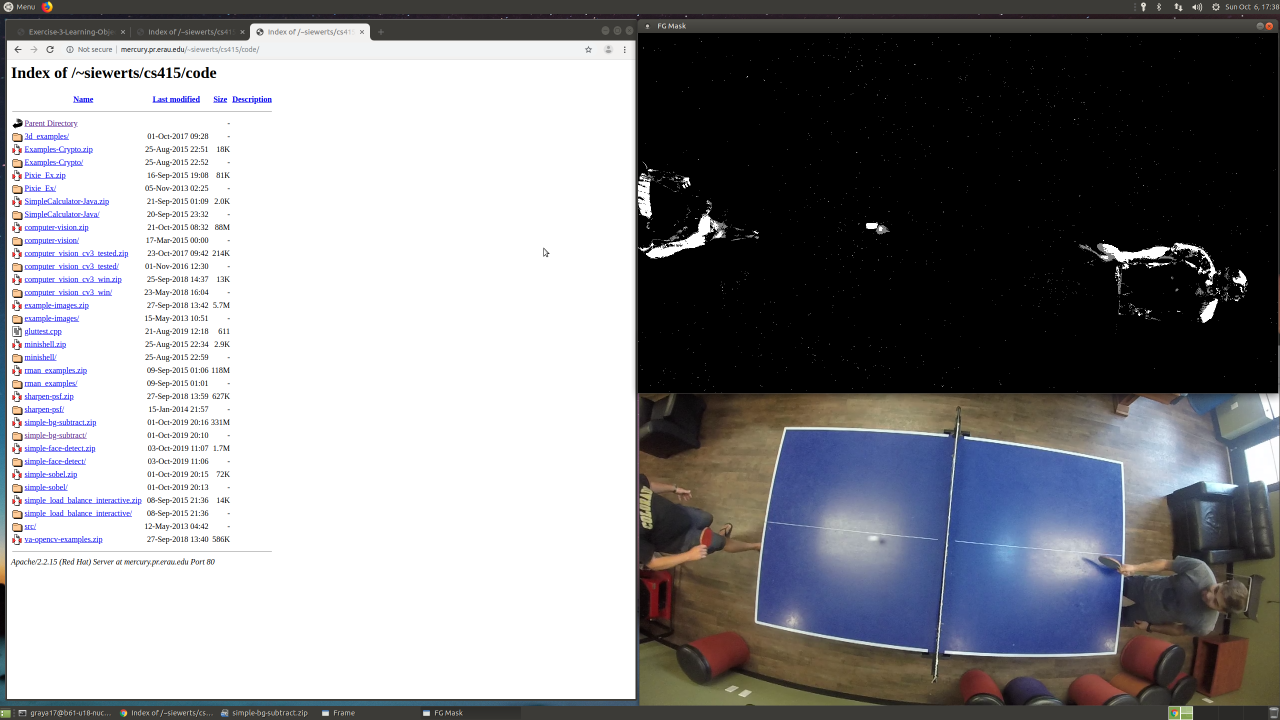 Menu
Sun Oct 6, 17:38
Exercise-3-Learning-Obje
Index of /~siewerts/cs415
Index of /~siewerts/cs415/
Not secure | mercury.pr.erau.edu/~siewerts/cs415/code/
Index of /~siewerts/cs415/code
Name Last modified Size Description
Parent Directory -
3d_examples/ 01-Oct-2017 09:28 -
Examples-Crypto.zip 25-Aug-2015 22:51 18K
Examples-Crypto/ 25-Aug-2015 22:52 -
Pixie_Ex.zip 16-Sep-2015 19:08 81K
Pixie_Ex/ 05-Nov-2013 02:25 -
SimpleCalculator-Java.zip 21-Sep-2015 01:09 2.0K
SimpleCalculator-Java/ 20-Sep-2015 23:32 -
computer-vision.zip 21-Oct-2015 08:32 88M
computer-vision/ 17-Mar-2015 00:00 -
computer_vision_cv3_tested.zip 23-Oct-2017 09:42 214K
computer_vision_cv3_tested/ 01-Nov-2016 12:30 -
computer_vision_cv3_win.zip 25-Sep-2018 14:37 13K
computer_vision_cv3_win/ 23-May-2018 16:04 -
example-images.zip 27-Sep-2018 13:42 5.7M
example-images/ 15-May-2013 10:51 -
gluttest.cpp 21-Aug-2019 12:18 611
minishell.zip 25-Aug-2015 22:34 2.9K
minishell/ 25-Aug-2015 22:59 -
rman_examples.zip 09-Sep-2015 01:06 118M
rman_examples/ 09-Sep-2015 01:01 -
sharpen-psf.zip 27-Sep-2018 13:59 627K
sharpen-psf/ 15-Jan-2014 21:57 -
simple-bg-subtract.zip 01-Oct-2019 20:16 331M
simple-bg-subtract/ 01-Oct-2019 20:10 -
simple-face-detect.zip 03-Oct-2019 11:07 1.7M
simple-face-detect/ 03-Oct-2019 11:06 -
simple-sobel.zip 01-Oct-2019 20:15 72K
simple-sobel/ 01-Oct-2019 20:13 -
simple_load_balance_interactive.zip 08-Sep-2015 21:36 14K
simple_load_balance_interactive/ 08-Sep-2015 21:36 -
src/ 12-May-2013 04:42 -
va-opencv-examples.zip 27-Sep-2018 13:40 586K
Apache/2.2.15 (Red Hat) Server at mercury.pr.erau.edu Port 80
FG Mask
graya17@b61-u18-nuc...
Index of /~siewerts/cs...
simple-bg-subtract.zip
Frame
FG Mask